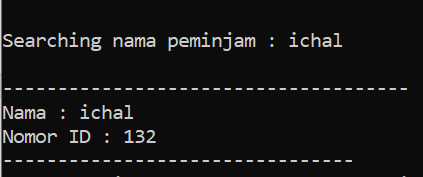 Searching nama peminjam : ichal
-------------------------------------
Nama : ichal
Nomor ID : 132
--------------------------------